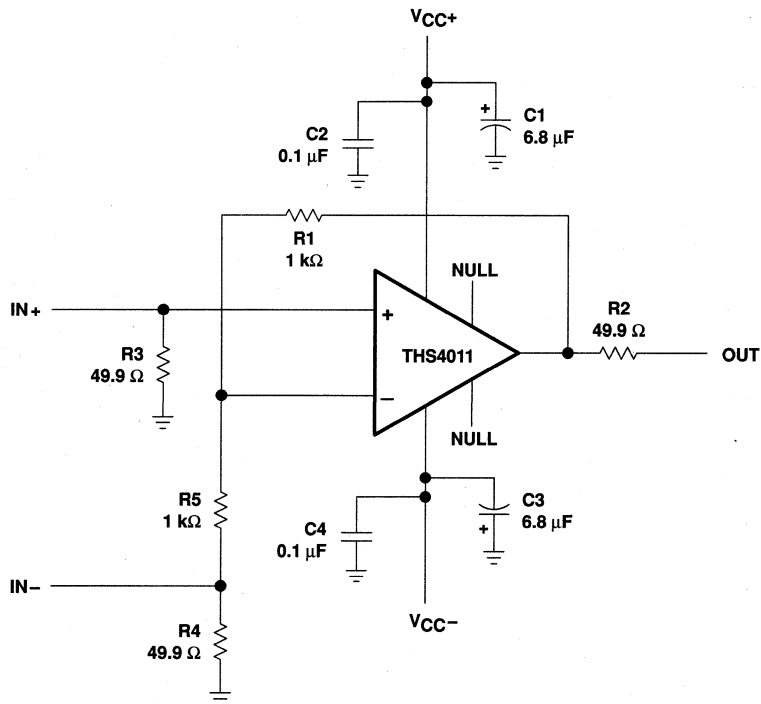 VCC+
C2
0.1 µF
+
C1
6.8 µF
R1
1 kΩ
NULL
IN+
+
R2
49.9 Ω
R3
49.9 Ω
THS4011
OUT
−
NULL
R5
1 kΩ
C4
0.1 µF
C3
6.8 µF
+
IN−
VCC−
R4
49.9 Ω